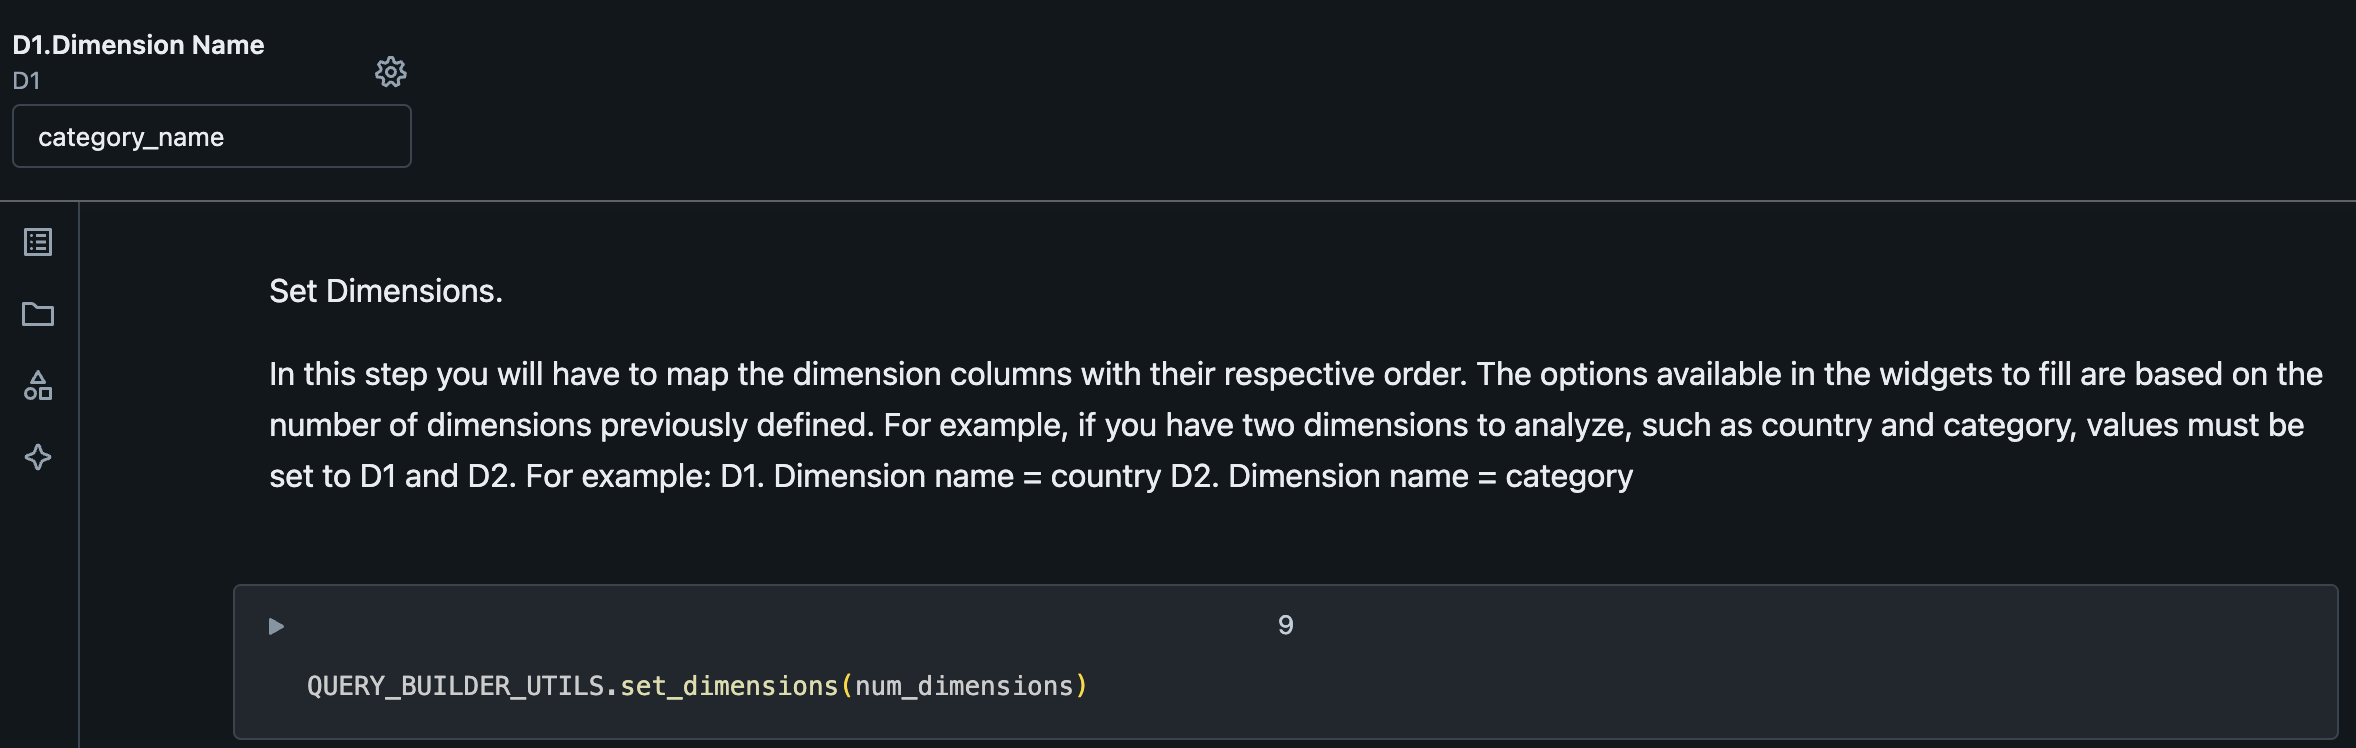 D1.Dimension Name
D1
category_name
Set Dimensions.
In this step you will have to map the dimension columns with their respective order. The options available in the widgets to fill are based on the
number of dimensions previously defined. For example, if you have two dimensions to analyze, such as country and category, values must be
set to D1 and D2. For example: D1. Dimension name = country D2. Dimension name = category
9
QUERY_BUILDER_UTILS.set_dimensions(num_dimensions)